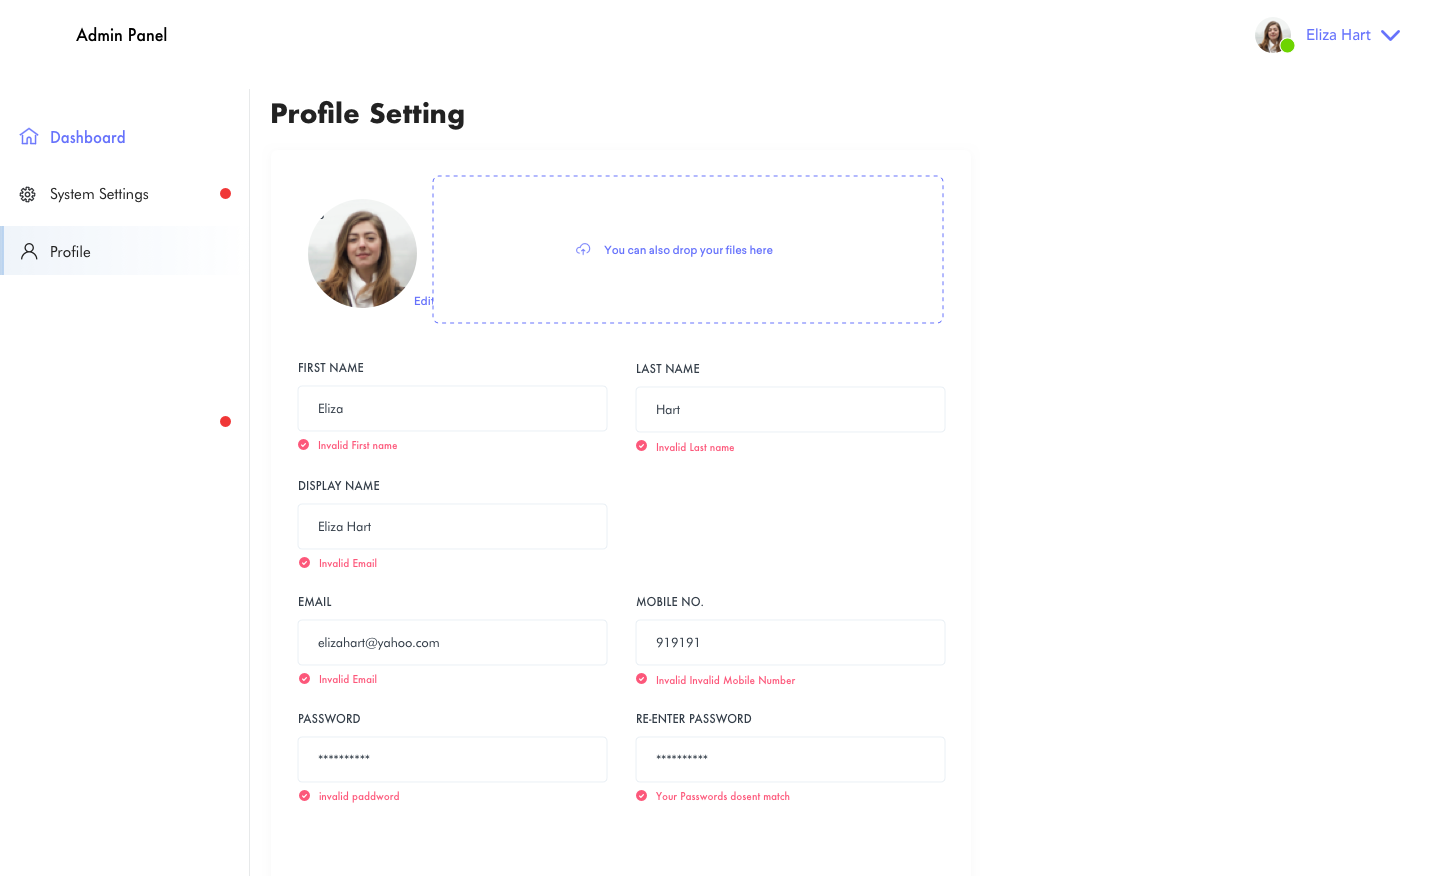 Admin Panel
Eliza Hart
Dashboard
System Settings
Profile
Profile Setting
Edit
You can also drop your files here
FIRST NAME
Eliza
Invalid First name
LAST NAME
Hart
Invalid Last name
DISPLAY NAME
Eliza Hart
Invalid Email
EMAIL
elizahart@yahoo.com
Invalid Email
MOBILE NO.
919191
Invalid Invalid Mobile Number
PASSWORD
**********
invalid paddword
RE-ENTER PASSWORD
**********
Your Passwords dosent match